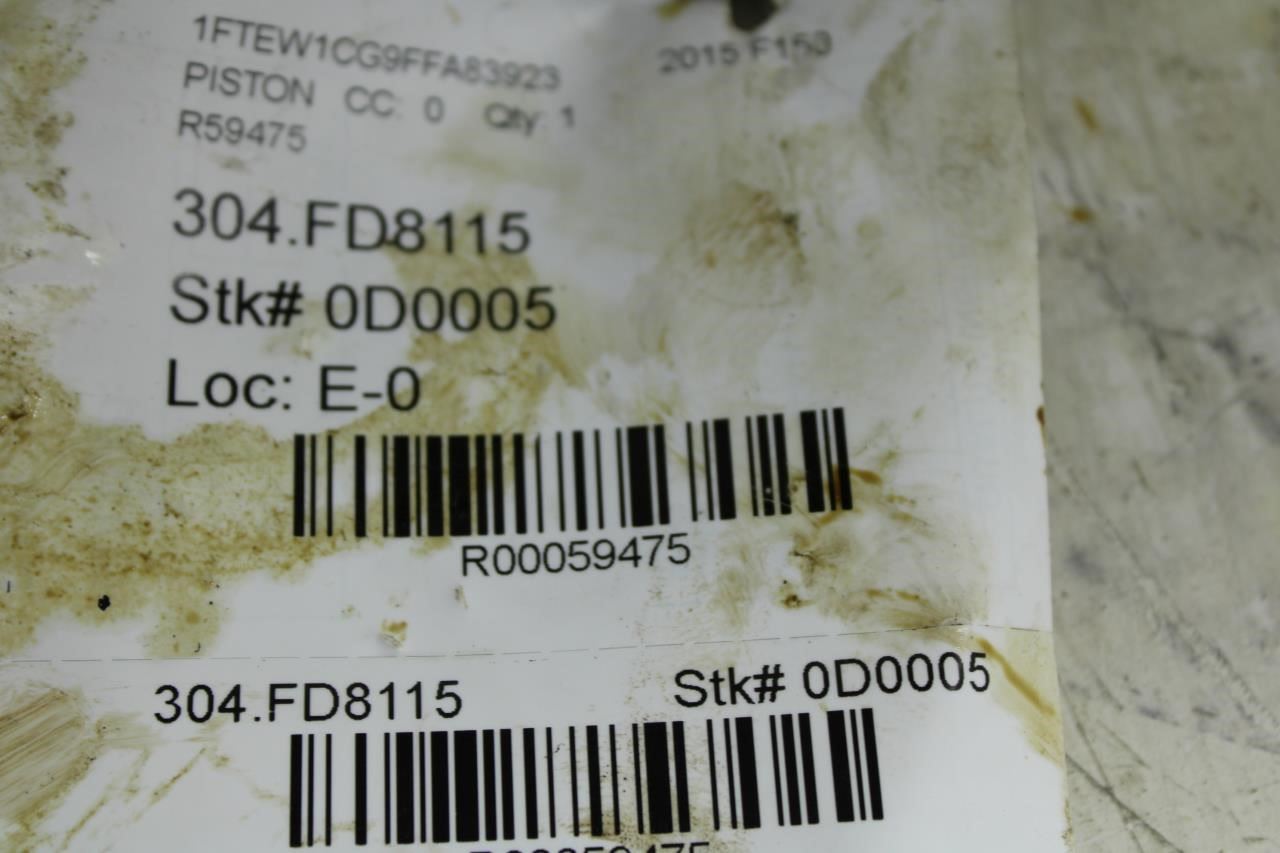 1FTEW1CG9FFA83923 2015 F150
PISTON CC: 0 Qty: 1
R59475
304.FD8115
Stk# 0D0005
Loc: E-0
R00059475
304.FD8115 Stk# 0D0005
R00059475